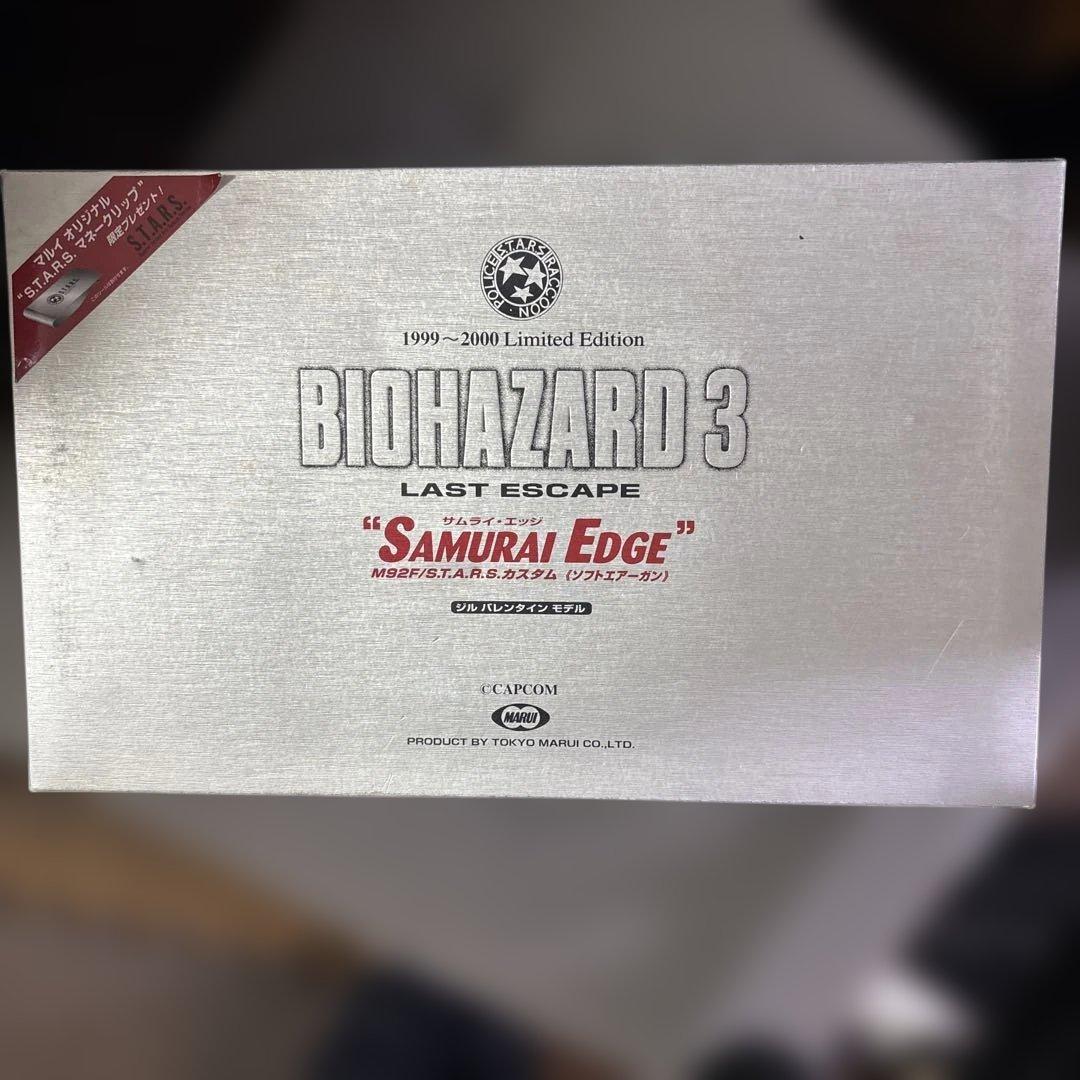 マルイ オリジナル
"S.T.A.R.S. マネークリップ"
限定プレゼント!
S.T.A.R.S.
S.T.A.R.S.
S.T.A.R.S. RACCOON · POLICE
1999～2000 Limited Edition
BIOHAZARD 3
LAST ESCAPE
サムライ・エッジ
"SAMURAI EDGE"
M92F/S.T.A.R.S.カスタム (ソフトエアーガン)
ジル バレンタイン モデル
©CAPCOM
MARUI
PRODUCT BY TOKYO MARUI CO.,LTD.